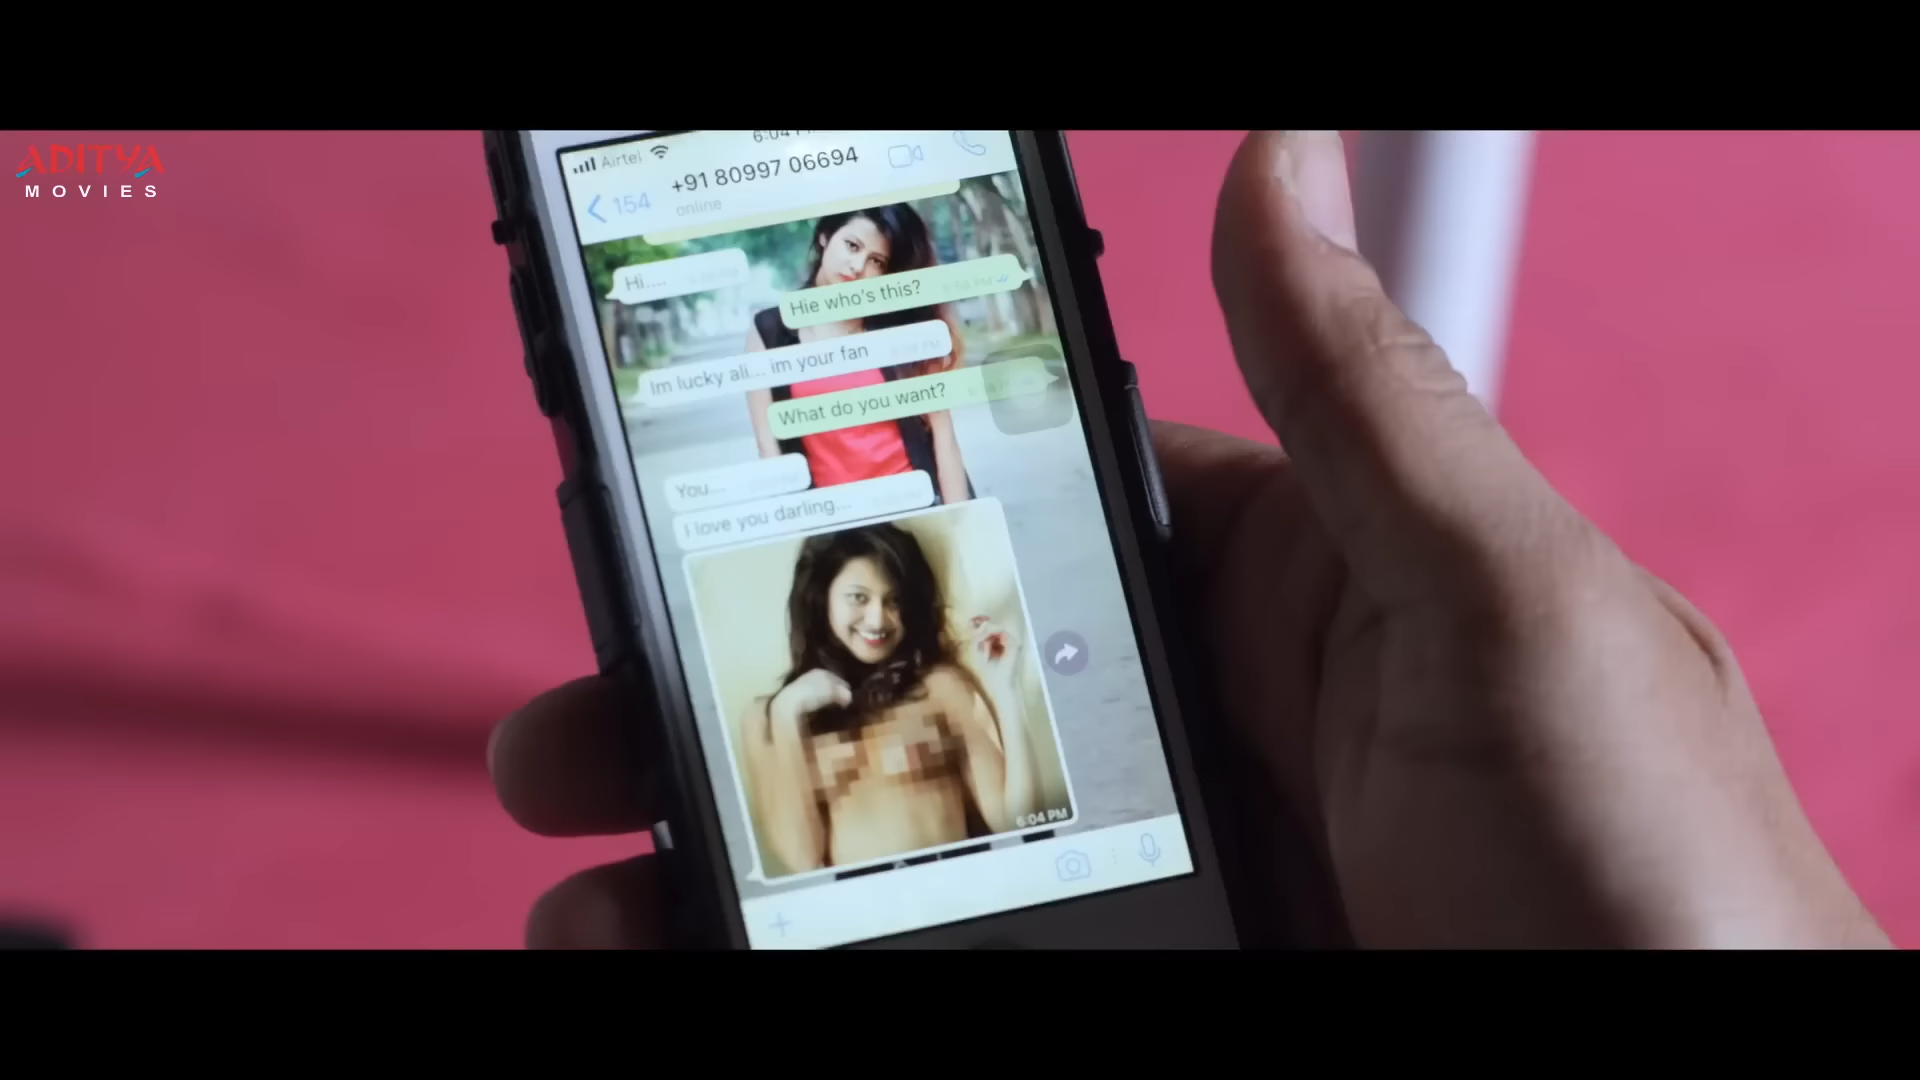 ADITYA
MOVIES
Airtel
+91 80997 06694
154
online
Hi....
Hie who's this?
Im lucky ali... im your fan
What do you want?
You...
I love you darling...
6:04 PM